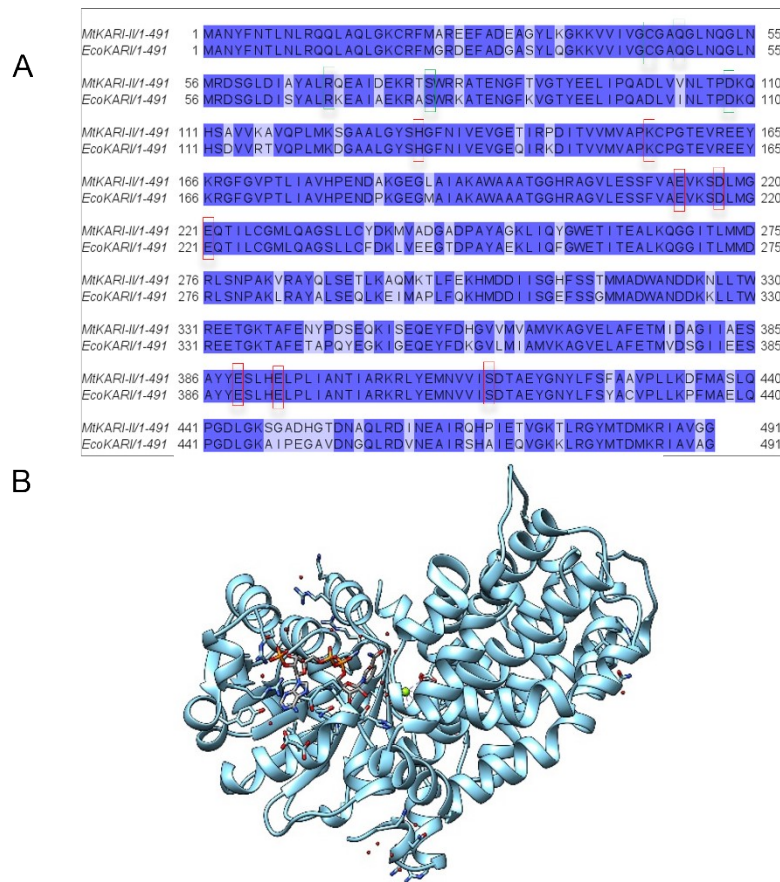 A
MtKARI-II/1-491 1 MANYFNTLNLRQQLAQLGKCRFMAREEFADEAGYLKGKKVVIVGCGAQGLNQGLN 55
EcoKARI/1-491 1 MANYFNTLNLRQQLAQLGKCRFMGRDEFADGASYLQGKKVVIVGCGAQGLNQGLN 55
MtKARI-II/1-491 56 MRDSGLDIAYALRQEAIDEKRTSWRRATENGFTVGTYEELIPQADLVVNLTPDKQ 110
EcoKARI/1-491 56 MRDSGLDISYALRKEAIAEKRASWRKATENGFKVGTYEELIPQADLVINLTPDKQ 110
MtKARI-II/1-491 111 HSAVVKAVQPLMKSGAALGYSHGFNIVEVGETIRPDITVVMVAPKCPGTEVREEY 165
EcoKARI/1-491 111 HSDVVRTVQPLMKDGAALGYSHGFNIVEVGEQIRKDITVVMVAPKCPGTEVREEY 165
MtKARI-II/1-491 166 KRGFGVPTLIAVHPENDAKGEGLAIAKAWAAATGGHRAGVLESSFVAEVKSDLMG 220
EcoKARI/1-491 166 KRGFGVPTLIAVHPENDPKGEGMAIAKAWAAATGGHRAGVLESSFVAEVKSDLMG 220
MtKARI-II/1-491 221 EQTILCGMLQAGSLLCYDKMVADGADPAYAGKLIQYGWETITEALKQGGITLMMD 275
EcoKARI/1-491 221 EQTILCGMLQAGSLLCFDKLVEEGTDPAYAEKLIQFGWETITEALKQGGITLMMD 275
MtKARI-II/1-491 276 RLSNPAKVRAYQLSETLKAQMKTLFEKHMDDIISGHFSSTMMADWANDDKNLLTW 330
EcoKARI/1-491 276 RLSNPAKLRAYALSEQLKEIMAPLFQKHMDDIISGEFSSGMMADWANDDKKLLTW 330
MtKARI-II/1-491 331 REETGKTAFENYPDSEQKISEQEYFDHGVVMVAMVKAGVELAFETMIDAGIIAES 385
EcoKARI/1-491 331 REETGKTAFETAPQYEGKIGEQEYFDKGVLMIAMVKAGVELAFETMVDSGIIEES 385
MtKARI-II/1-491 386 AYYESLHELPLIANTIARKRLYEMNVVISDTAEYGNYLFSFAAVPLLKDFMASLQ 440
EcoKARI/1-491 386 AYYESLHELPLIANTIARKRLYEMNVVISDTAEYGNYLFSYACVPLLKPFMAELQ 440
MtKARI-II/1-491 441 PGDLGKSGADHGTDNAQLRDINEAIRQHPIETVGKTLRGYMTDMKRIAVGG 491
EcoKARI/1-491 441 PGDLGKAIPEGAVDNGQLRDVNEAIRSHAIEQVGKKLRGYMTDMKRIAVAG 491
B